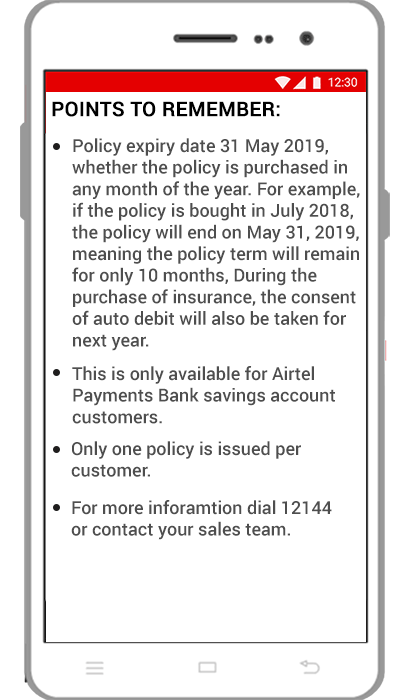 12:30
POINTS TO REMEMBER:
• Policy expiry date 31 May 2019,
whether the policy is purchased in
any month of the year. For example,
if the policy is bought in July 2018,
the policy will end on May 31, 2019,
meaning the policy term will remain
for only 10 months, During the
purchase of insurance, the consent
of auto debit will also be taken for
next year.
• This is only available for Airtel
Payments Bank savings account
customers.
• Only one policy is issued per
customer.
• For more inforamtion dial 12144
or contact your sales team.